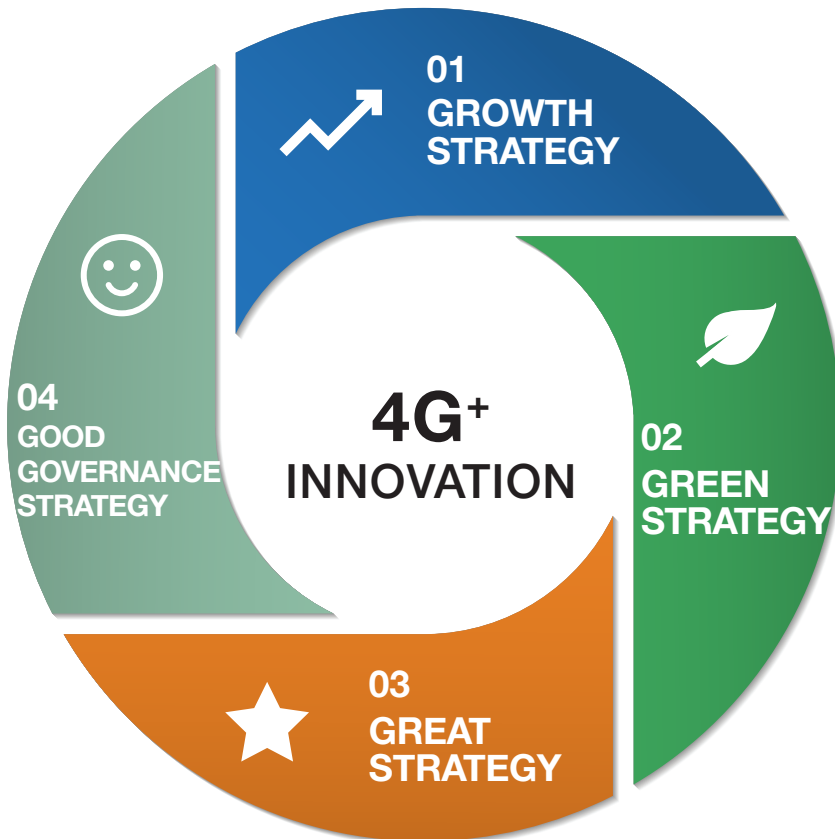 01
GROWTH
STRATEGY
02
GREEN
STRATEGY
03
GREAT
STRATEGY
04
GOOD
GOVERNANCE
STRATEGY
4G+
INNOVATION